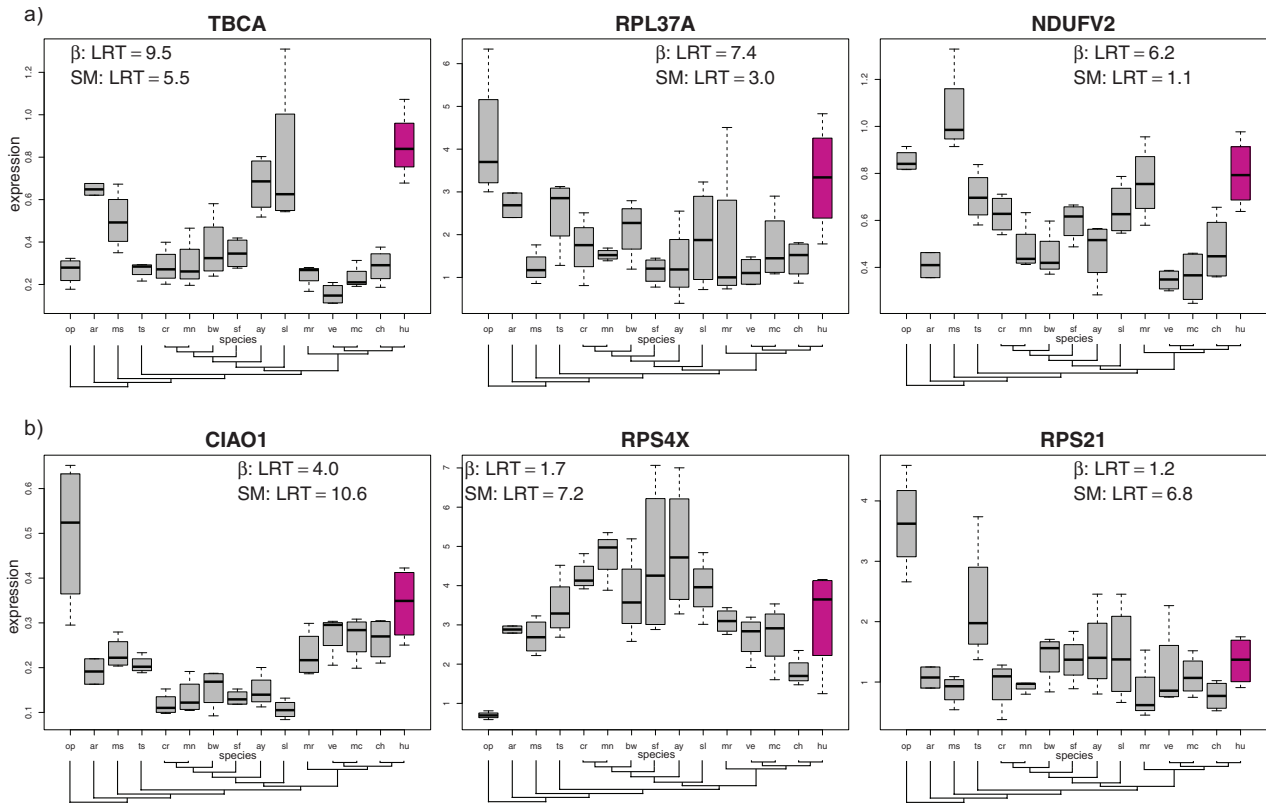 a)
TBCA
β: LRT = 9.5
SM: LRT = 5.5
expression
0.2 0.4 0.6 0.8 1.0 1.2
op ar ms ts cr mn bw sf ay sl mr ve mc ch hu
species
RPL37A
β: LRT = 7.4
SM: LRT = 3.0
1 2 3 4 5 6
op ar ms ts cr mn bw sf ay sl mr ve mc ch hu
species
NDUFV2
β: LRT = 6.2
SM: LRT = 1.1
0.4 0.6 0.8 1.0 1.2
op ar ms ts cr mn bw sf ay sl mr ve mc ch hu
species
b)
CIAO1
β: LRT = 4.0
SM: LRT = 10.6
expression
0.1 0.2 0.3 0.4 0.5 0.6
op ar ms ts cr mn bw sf ay sl mr ve mc ch hu
species
RPS4X
β: LRT = 1.7
SM: LRT = 7.2
1 2 3 4 5 6 7
op ar ms ts cr mn bw sf ay sl mr ve mc ch hu
species
RPS21
β: LRT = 1.2
SM: LRT = 6.8
1 2 3 4
op ar ms ts cr mn bw sf ay sl mr ve mc ch hu
species